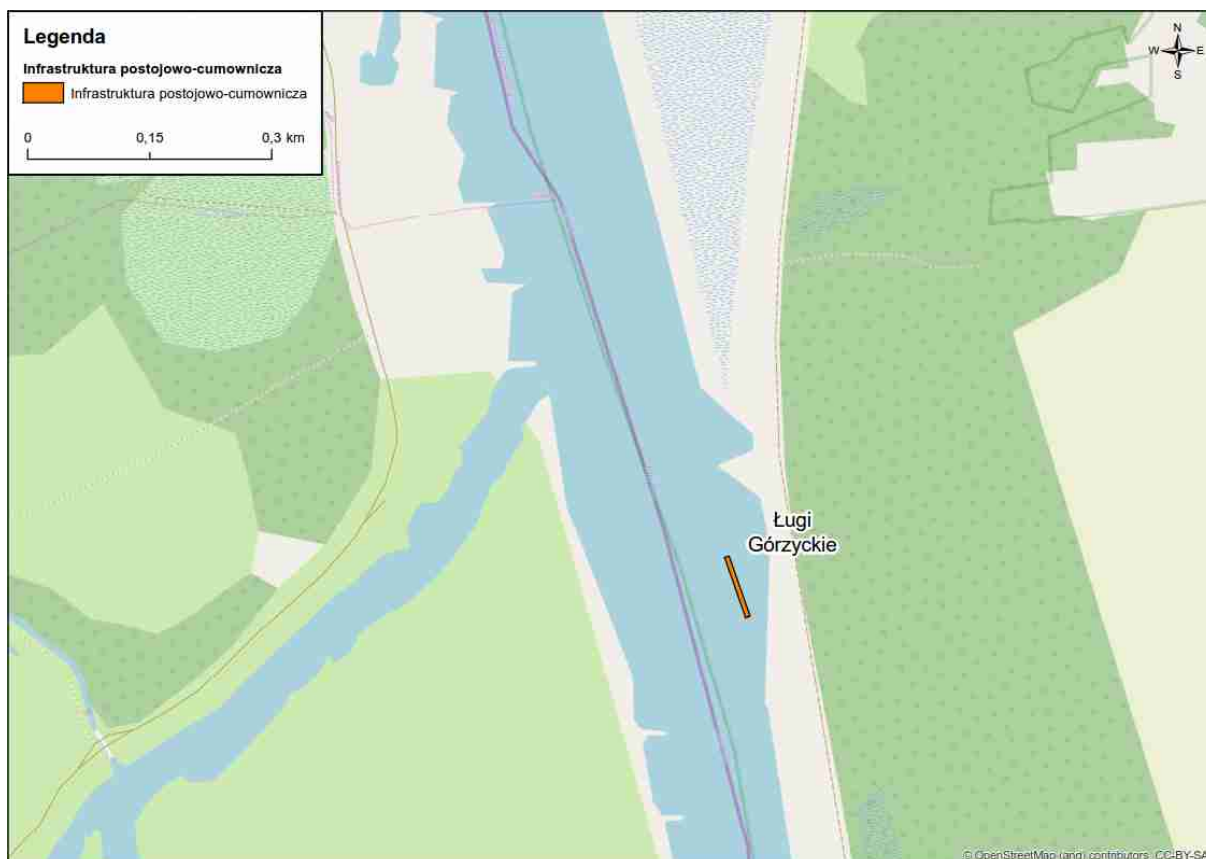 Legenda
Infrastruktura postojowo-cumownicza
Infrastruktura postojowo-cumownicza
0 0,15 0,3 km
N
W E
S
Ługi
Górzyckie
© OpenStreetMap (and) contributors, CC-BY-SA